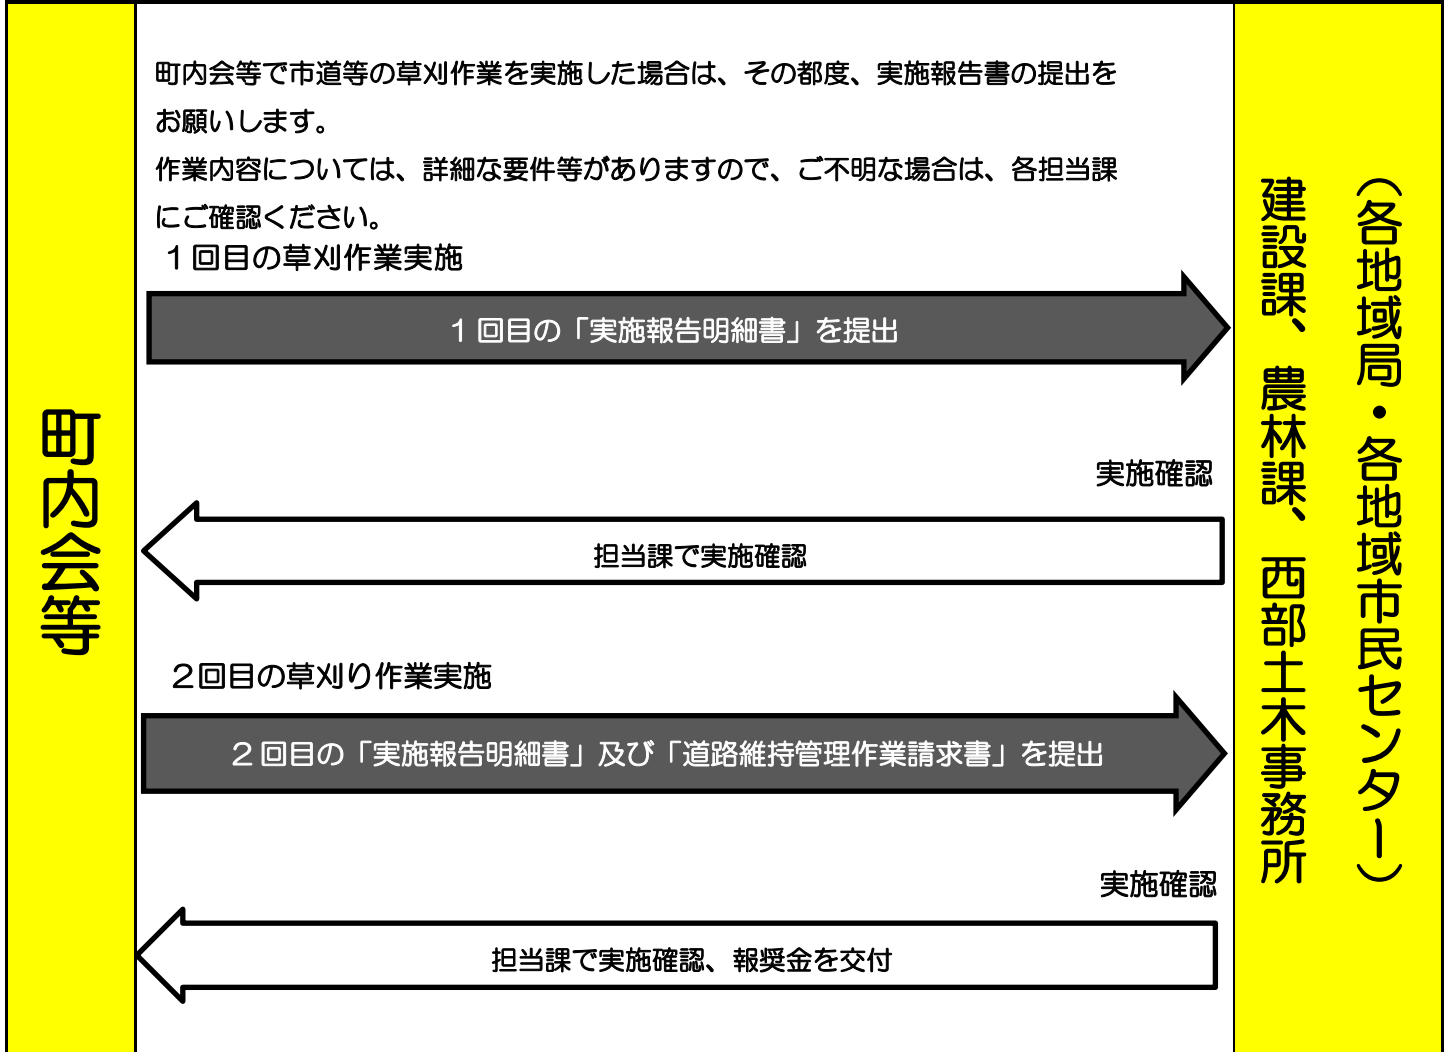 町内会等で市道等の草刈作業を実施した場合は、その都度、実施報告書の提出を
お願いします。
作業内容については、詳細な要件等がありますので、ご不明な場合は、各担当課
にご確認ください。
1回目の草刈作業実施
1回目の「実施報告明細書」を提出
実施確認
担当課で実施確認
2回目の草刈り作業実施
2回目の「実施報告明細書」及び「道路維持管理作業請求書」を提出
実施確認
担当課で実施確認、報奨金を交付
町内会等
（各地域局・各地域市民センター）
建設課、農林課、西部土木事務所